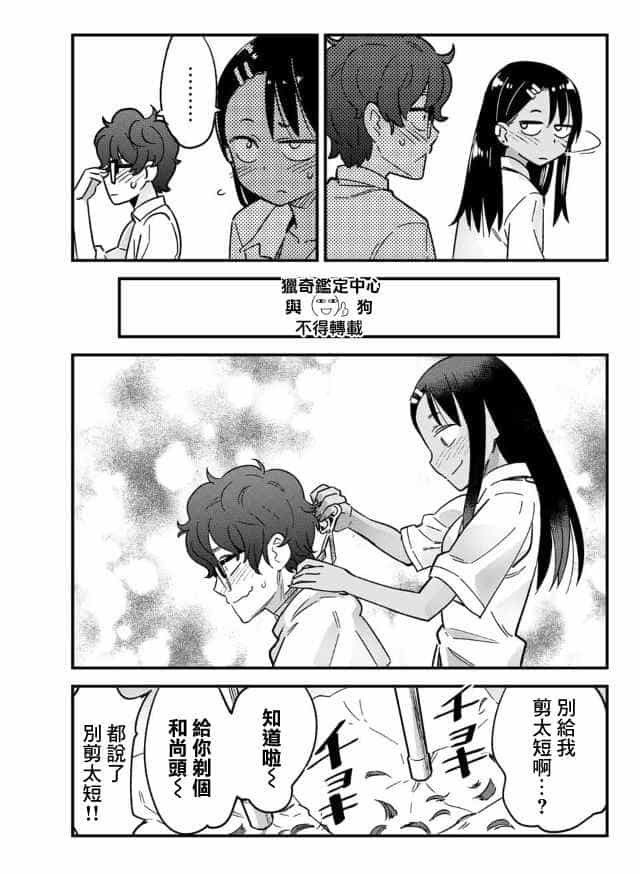 ………
獵奇鑑定中心
與 狗
不得轉載
別給我
剪太短啊…?
チョキ
チョキ
知道啦~
給你剃個
和尚頭~
都說了
別剪太短!!